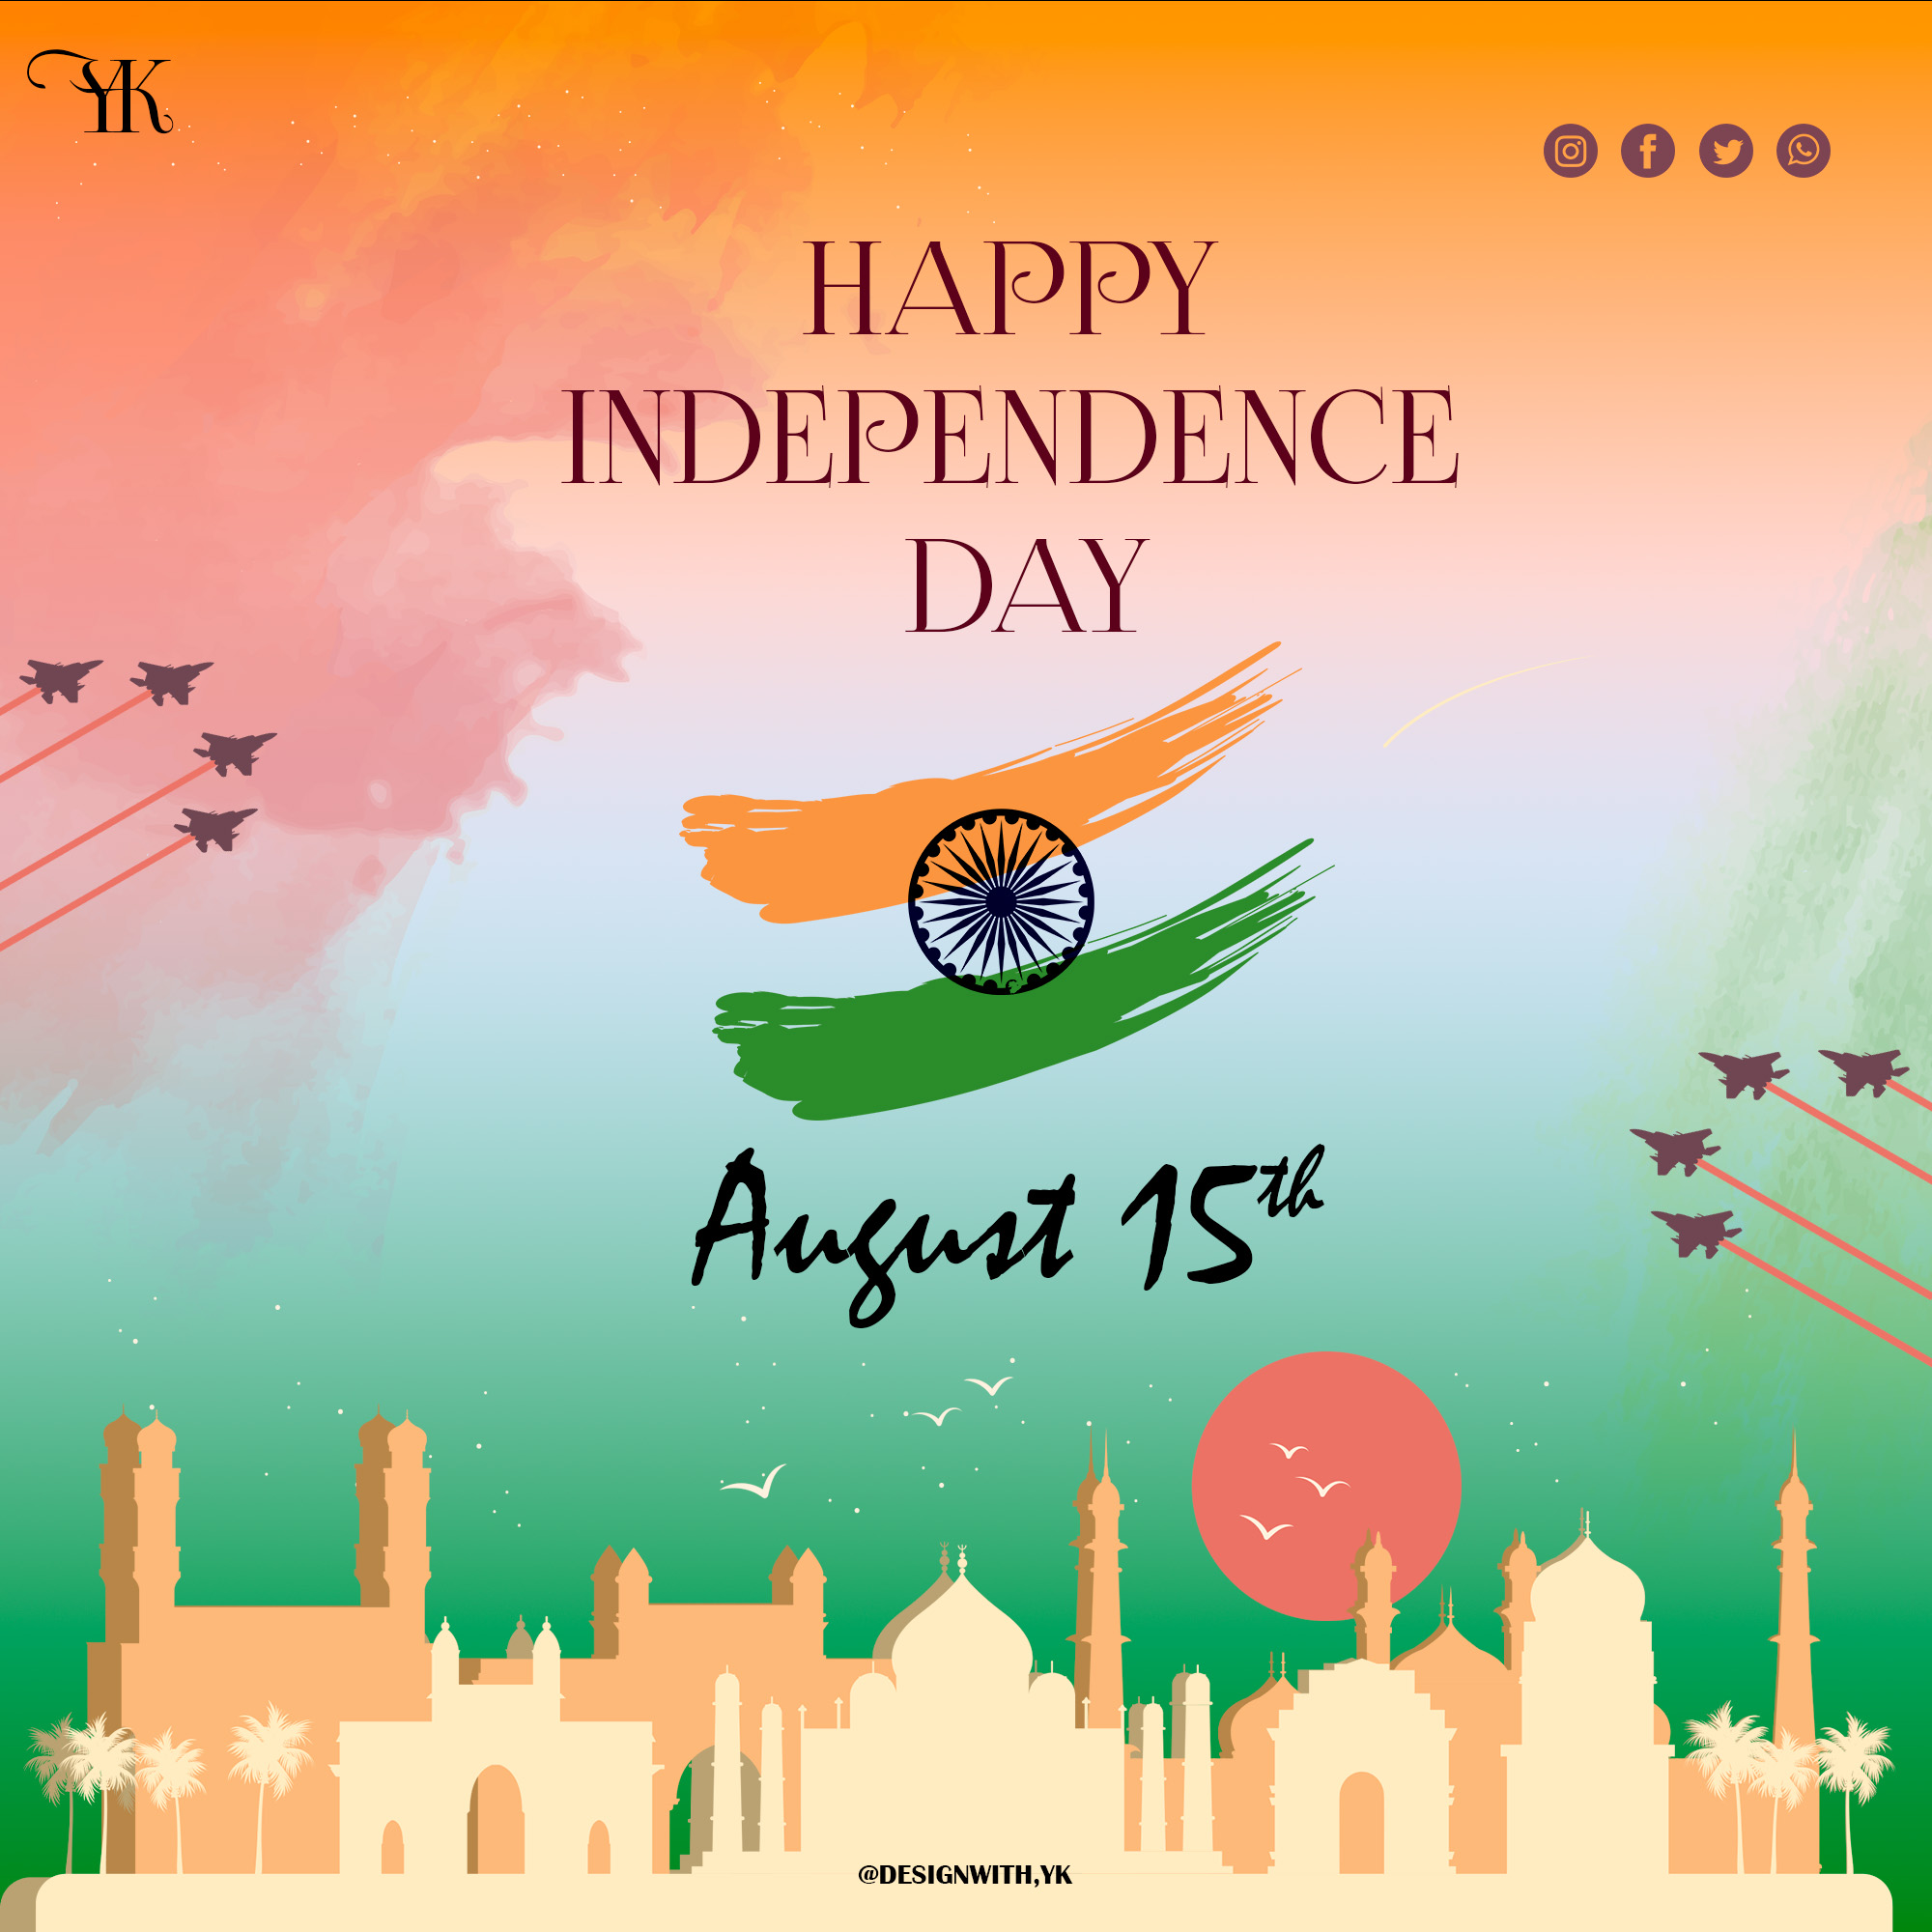 YK
HAPPY
INDEPENDENCE
DAY
August 15th
@DESIGNWITH,YK